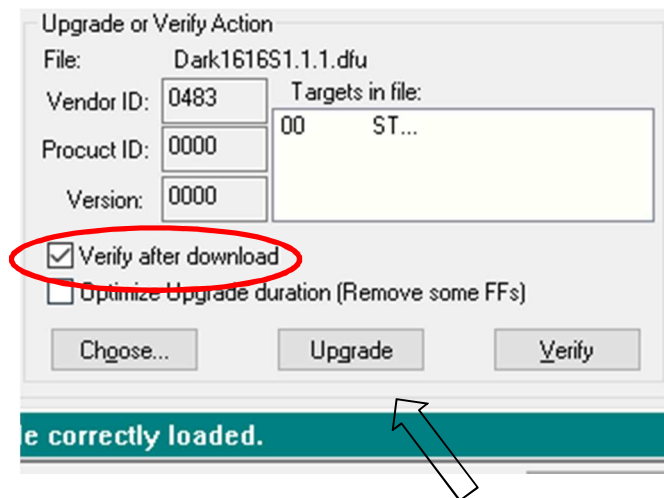 Upgrade or Verify Action
File: Dark1616S1.1.1.dfu
Vendor ID: 0483
Targets in file:
00 ST...
Procuct ID: 0000
Version: 0000
Verify after download
Optimize Upgrade duration (Remove some FFs)
Choose... Upgrade Verify
e correctly loaded.